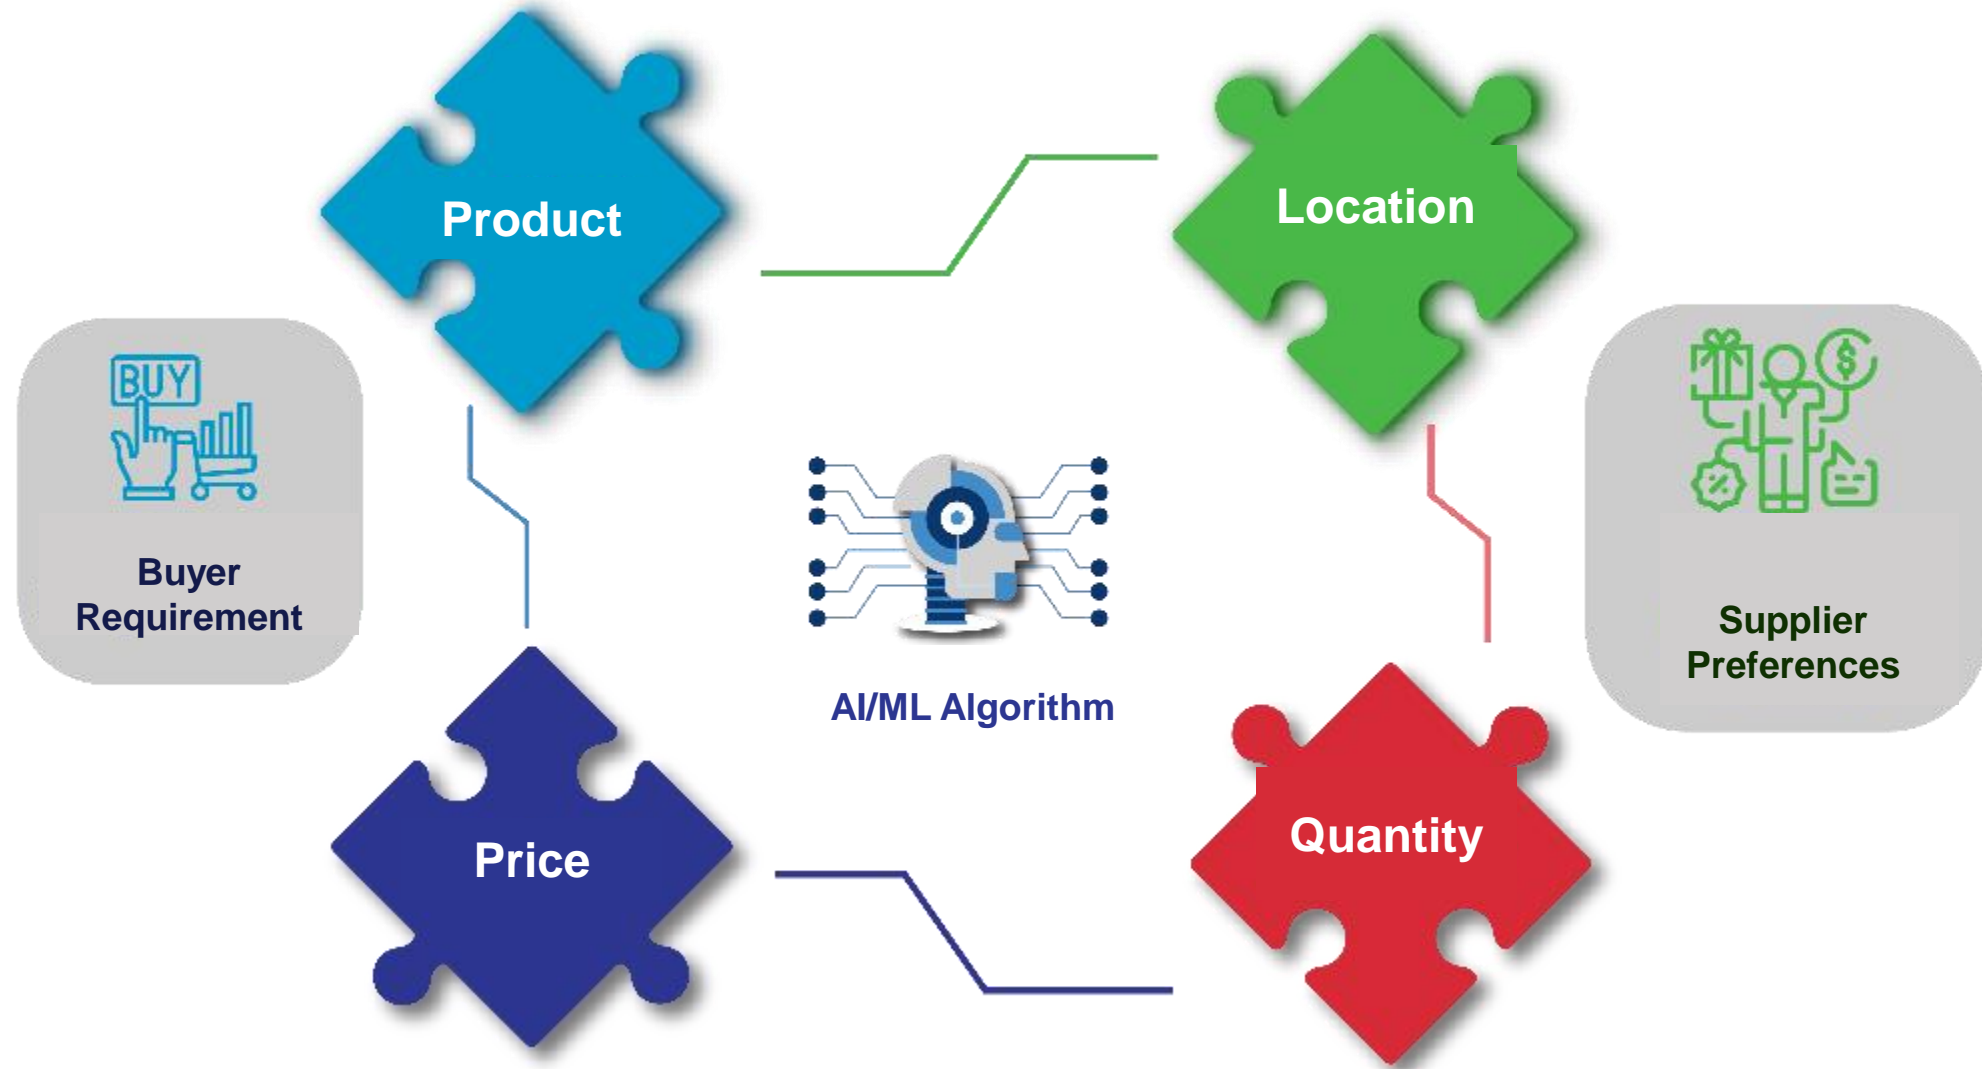 Product
Location
BUY
$
Buyer
Requirement
%
Supplier
Preferences
AI/ML Algorithm
Price
Quantity